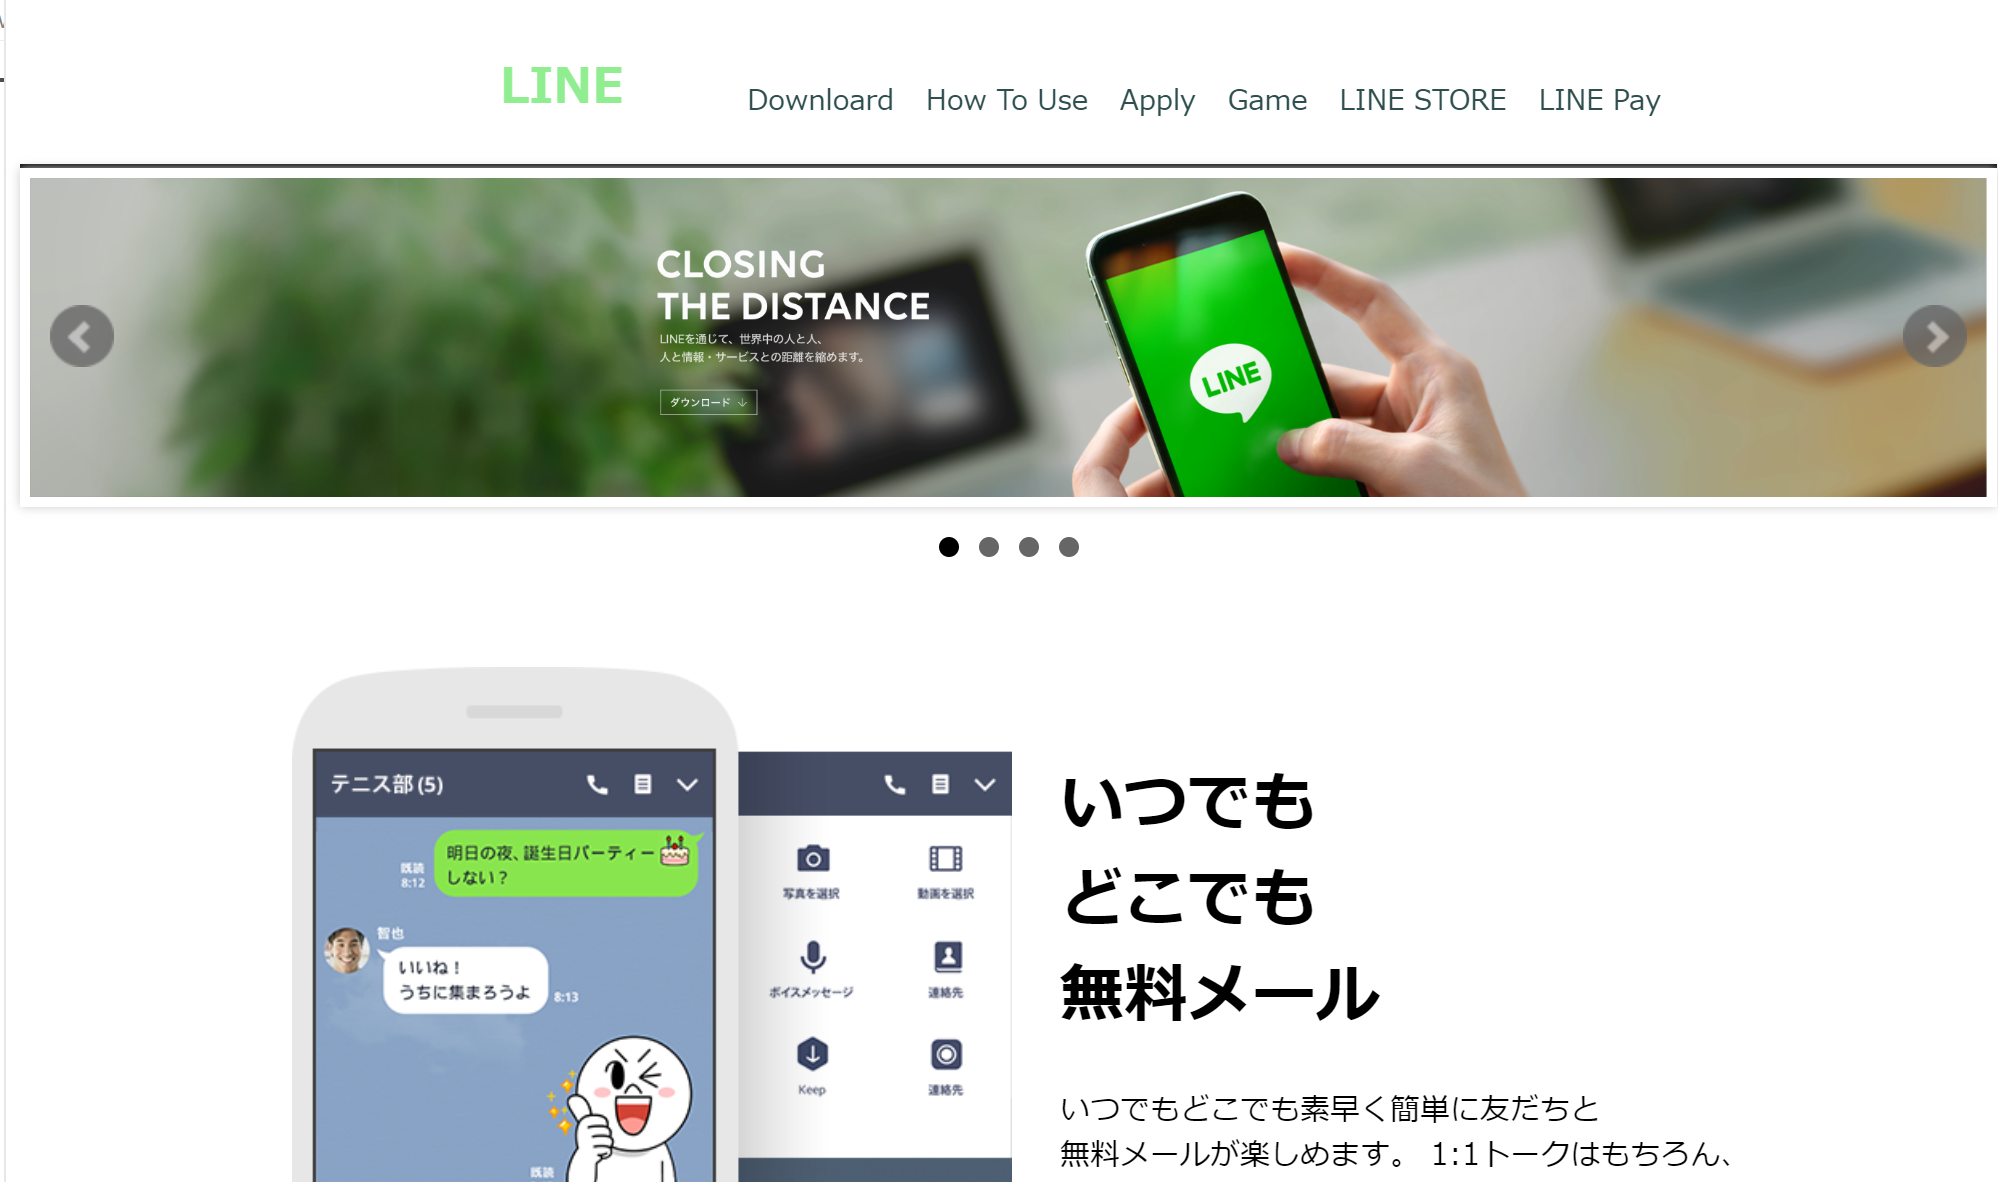 LINE
Downloard How To Use Apply Game LINE STORE LINE Pay
CLOSING
THE DISTANCE
LINEを通じて、世界中の人と人、
人と情報・サービスとの距離を縮めます。
ダウンロード
LINE
テニス部 (5)
明日の夜、誕生日パーティー
しない？
既読
8:12
智也
いいね！
うちに集まろうよ
8:13
既読
写真を選択
動画を選択
ボイスメッセージ
連絡先
Keep
連絡先
いつでも
どこでも
無料メール
いつでもどこでも素早く簡単に友だちと
無料メールが楽しめます。 1:1トークはもちろん、